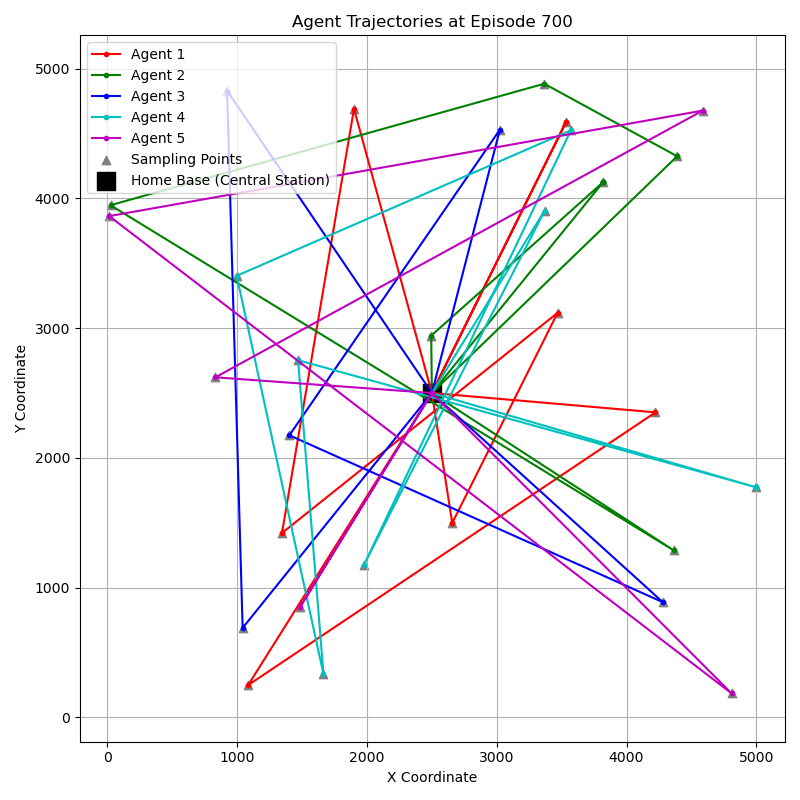 Agent Trajectories at Episode 700
Agent 1
Agent 2
Agent 3
Agent 4
Agent 5
Sampling Points
Home Base (Central Station)
Y Coordinate
5000
4000
3000
2000
1000
0
0 1000 2000 3000 4000 5000
X Coordinate